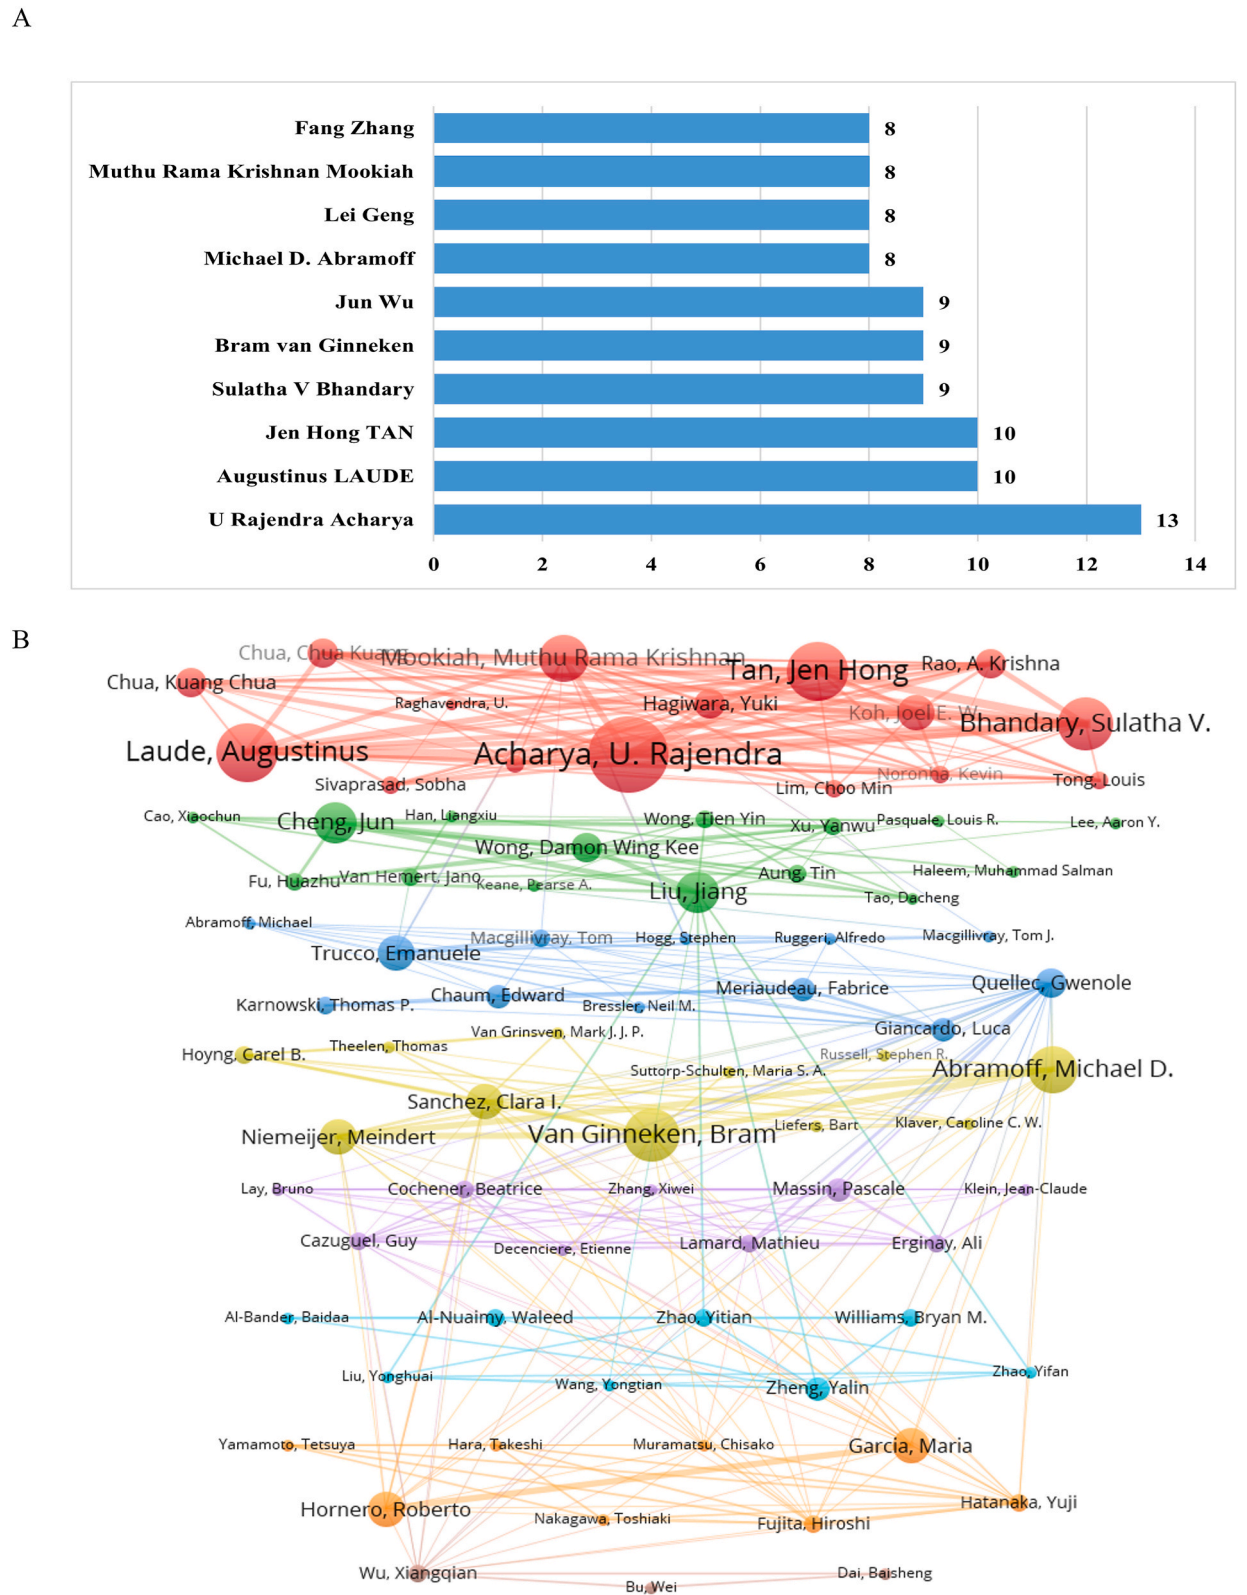 A
Fang Zhang 8
Muthu Rama Krishnan Mookiah 8
Lei Geng 8
Michael D. Abramoff 8
Jun Wu 9
Bram van Ginneken 9
Sulatha V Bhandary 9
Jen Hong TAN 10
Augustinus LAUDE 10
U Rajendra Acharya 13
0 2 4 6 8 10 12 14
B
Chua, Chua Kuang
Mookiah, Muthu Rama Krishnan
Tan, Jen Hong
Rao, A. Krishna
Chua, Kuang Chua
Raghavendra, U.
Hagiwara, Yuki
Koh, Joel E. W.
Bhandary, Sulatha V.
Laude, Augustinus
Acharya, U. Rajendra
Sivaprasad, Sobha
Lim, Choo Min
Noronha, Kevin
Tong, Louis
Cao, Xiaochun
Cheng, Jun
Han, Liangxiu
Wong, Tien Yin
Xu, Yanwu
Pasquale, Louis R.
Lee, Aaron Y.
Wong, Damon Wing Kee
Fu, Huazhu
Van Hemert, Jano
Keane, Pearse A.
Liu, Jiang
Aung, Tin
Haleem, Muhammad Salman
Tao, Dacheng
Abramoff, Michael
Trucco, Emanuele
Macgillivray, Tom
Hogg, Stephen
Ruggeri, Alfredo
Macgillivray, Tom J.
Karnowski, Thomas P.
Chaum, Edward
Bressler, Neil M.
Meriaudeau, Fabrice
Quellec, Gwenole
Giancardo, Luca
Hoyng, Carel B.
Theelen, Thomas
Van Grinsven, Mark J. J. P.
Suttorp-Schulten, Maria S. A.
Russell, Stephen R.
Abramoff, Michael D.
Sanchez, Clara I.
Niemeijer, Meindert
Van Ginneken, Bram
Liefers, Bart
Klaver, Caroline C. W.
Lay, Bruno
Cochener, Beatrice
Zhang, Xiwei
Massin, Pascale
Klein, Jean-Claude
Cazuguel, Guy
Decenciere, Etienne
Lamard, Mathieu
Erginay, Ali
Al-Bander, Baidaa
Al-Nuaimy, Waleed
Zhao, Yitian
Williams, Bryan M.
Liu, Yonghuai
Wang, Yongtian
Zheng, Yalin
Zhao, Yifan
Yamamoto, Tetsuya
Hara, Takeshi
Muramatsu, Chisako
Garcia, Maria
Hornero, Roberto
Nakagawa, Toshiaki
Fujita, Hiroshi
Hatanaka, Yuji
Wu, Xiangqian
Bu, Wei
Dai, Baisheng